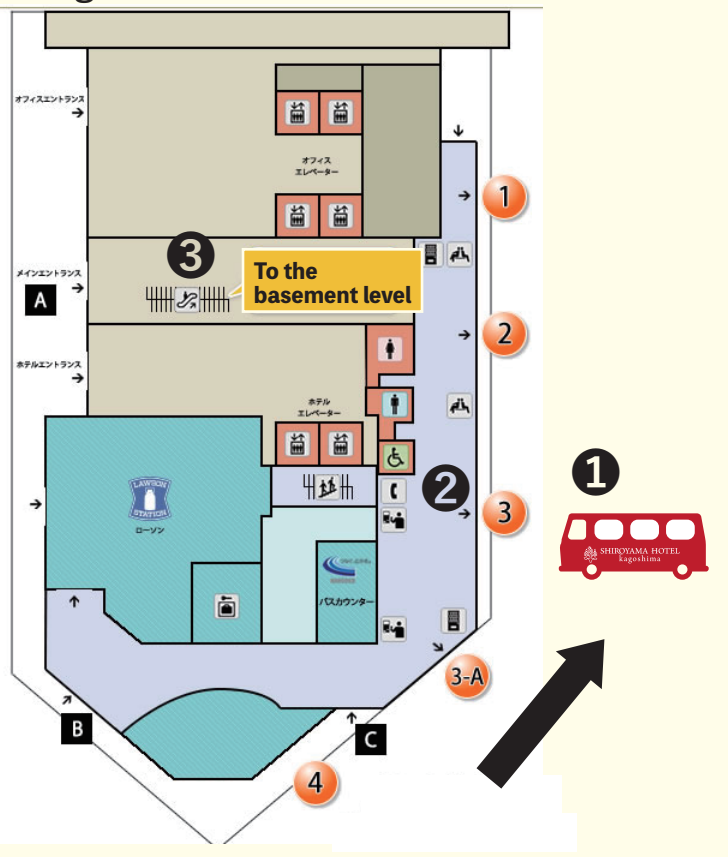 オフィスエントランス
オフィス
エレベーター
1
3
To the
basement level
メインエントランス
A
2
ホテルエントランス
ホテル
エレベーター
LAWSON
STATION
ローソン
2
1
3
SHIROYAMA HOTEL
kagoshima
バスカウンター
3-A
B
C
4